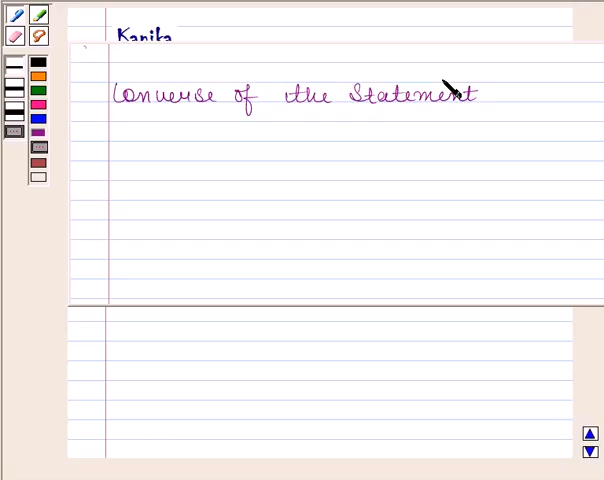 Kanika
Converse of the Statement